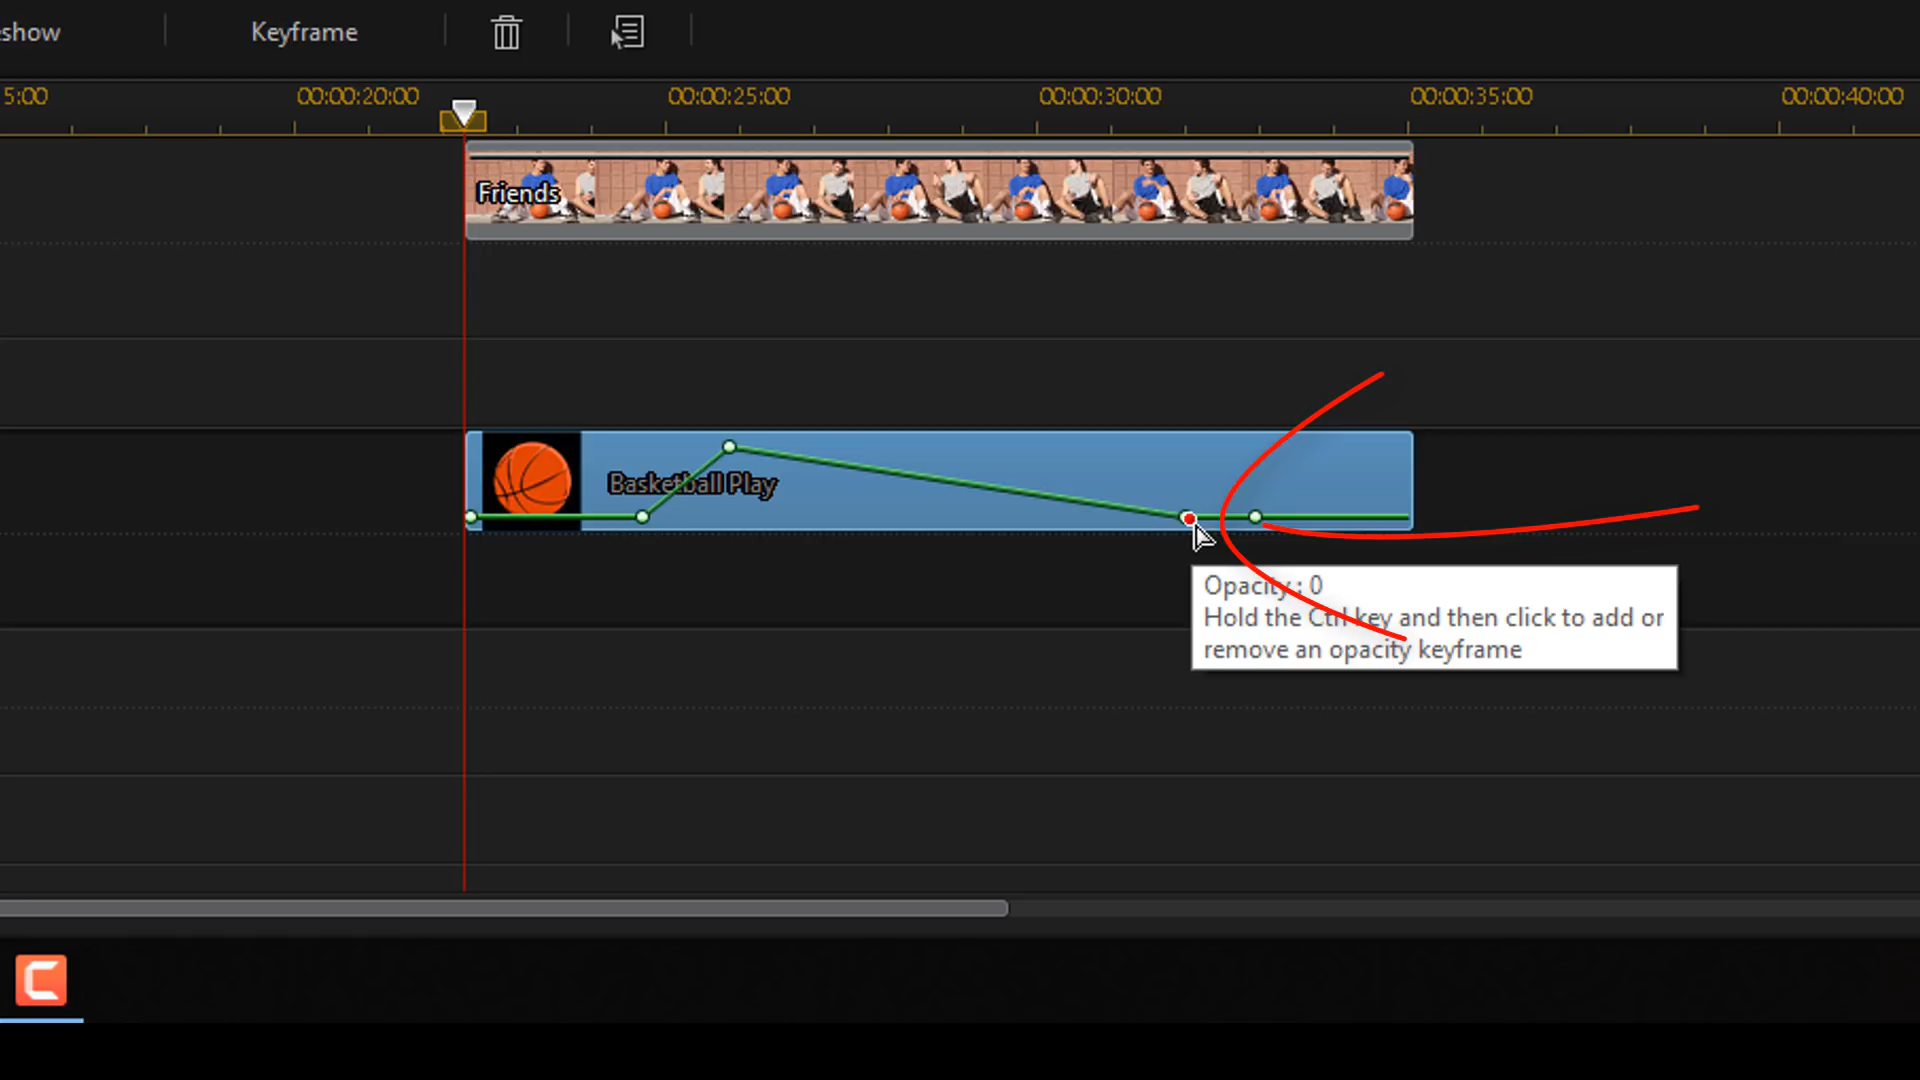 eshow
Keyframe
5:00
00:00:20:00
00:00:25:00
00:00:30:00
00:00:35:00
00:00:40:00
Friends
Basketball Play
Opacity : 0
Hold the Ctrl key and then click to add or
remove an opacity keyframe